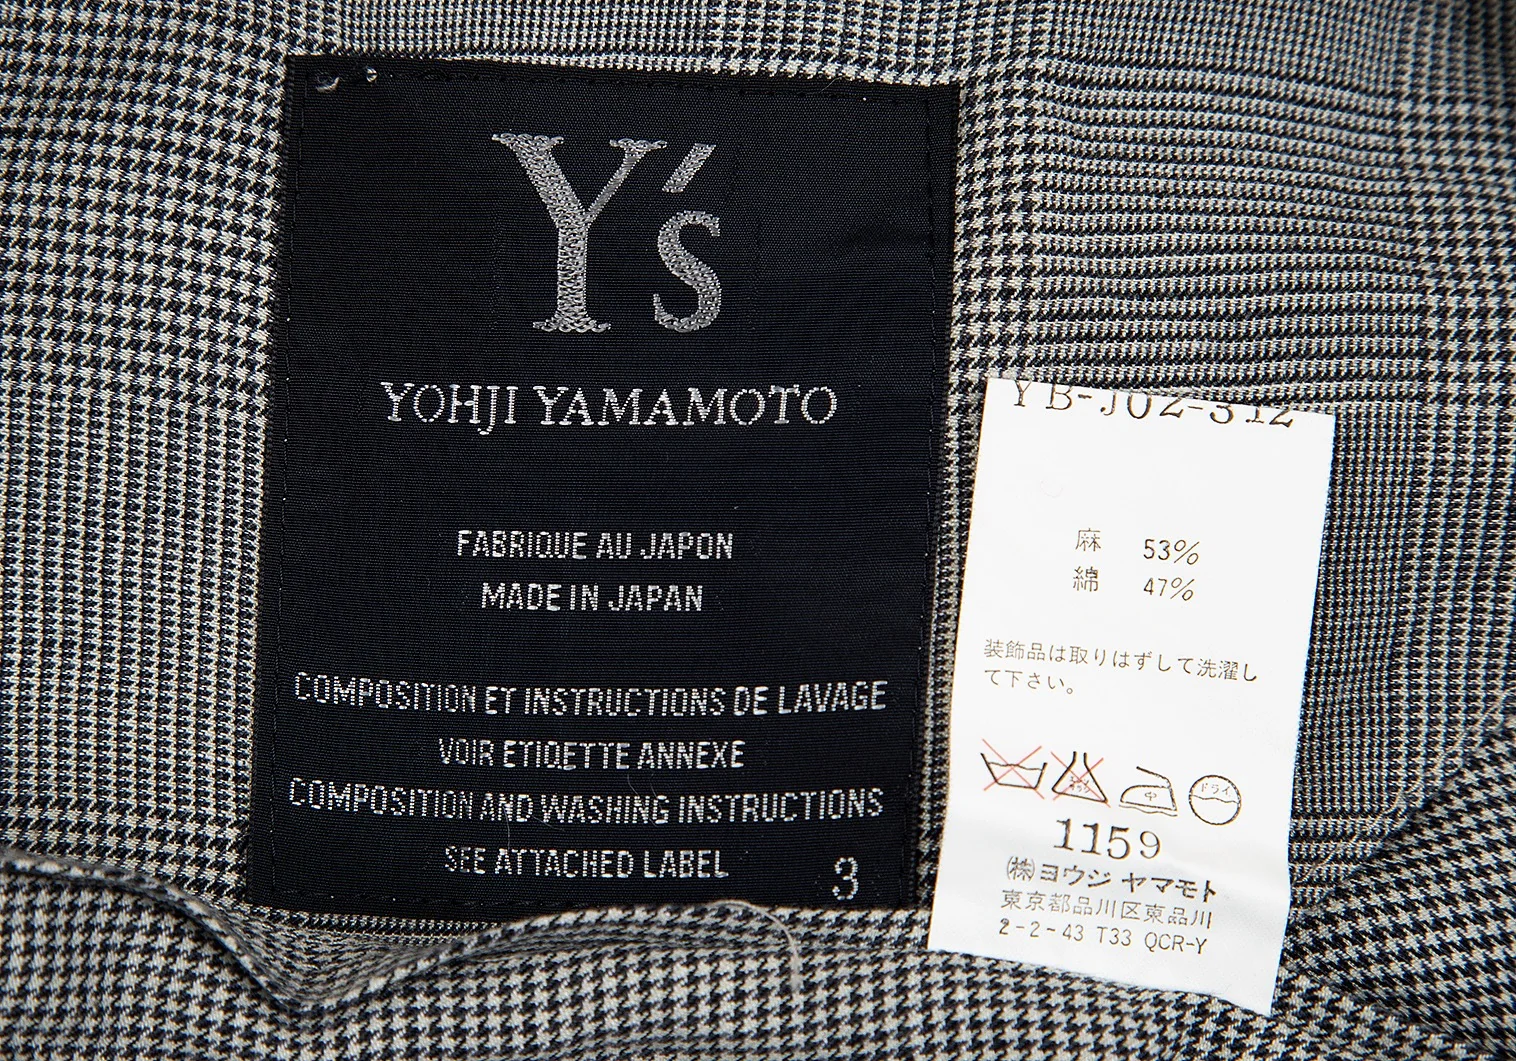 Y's
YOHJI YAMAMOTO
FABRIQUE AU JAPON
MADE IN JAPAN
COMPOSITION ET INSTRUCTIONS DE LAVAGE
VOIR ETIQETTE ANNEXE
COMPOSITION AND WASHING INSTRUCTIONS
SEE ATTACHED LABEL
3
YB-J02-312
麻 53%
綿 47%
装飾品は取りはずして洗濯し
て下さい。
中 ドライ
1159
㈱ヨウジ ヤマモト
東京都品川区東品川
2-2-43 T33 QCR-Y